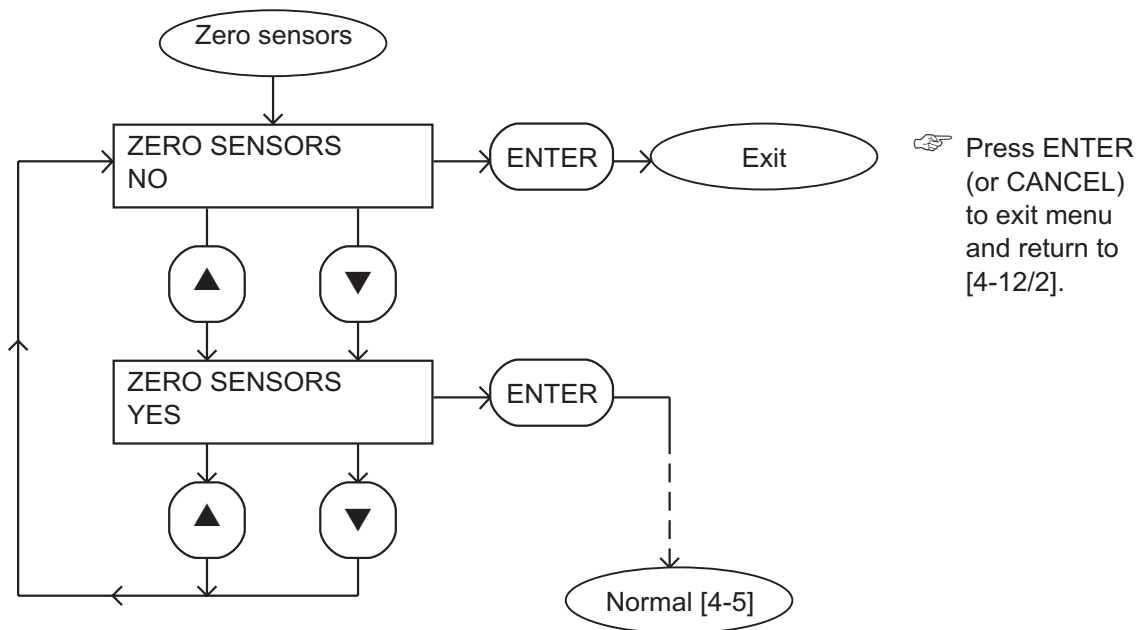 Zero sensors
ZERO SENSORS
NO
ENTER
Exit
Press ENTER
(or CANCEL)
to exit menu
and return to
[4-12/2].
ZERO SENSORS
YES
ENTER
Normal [4-5]